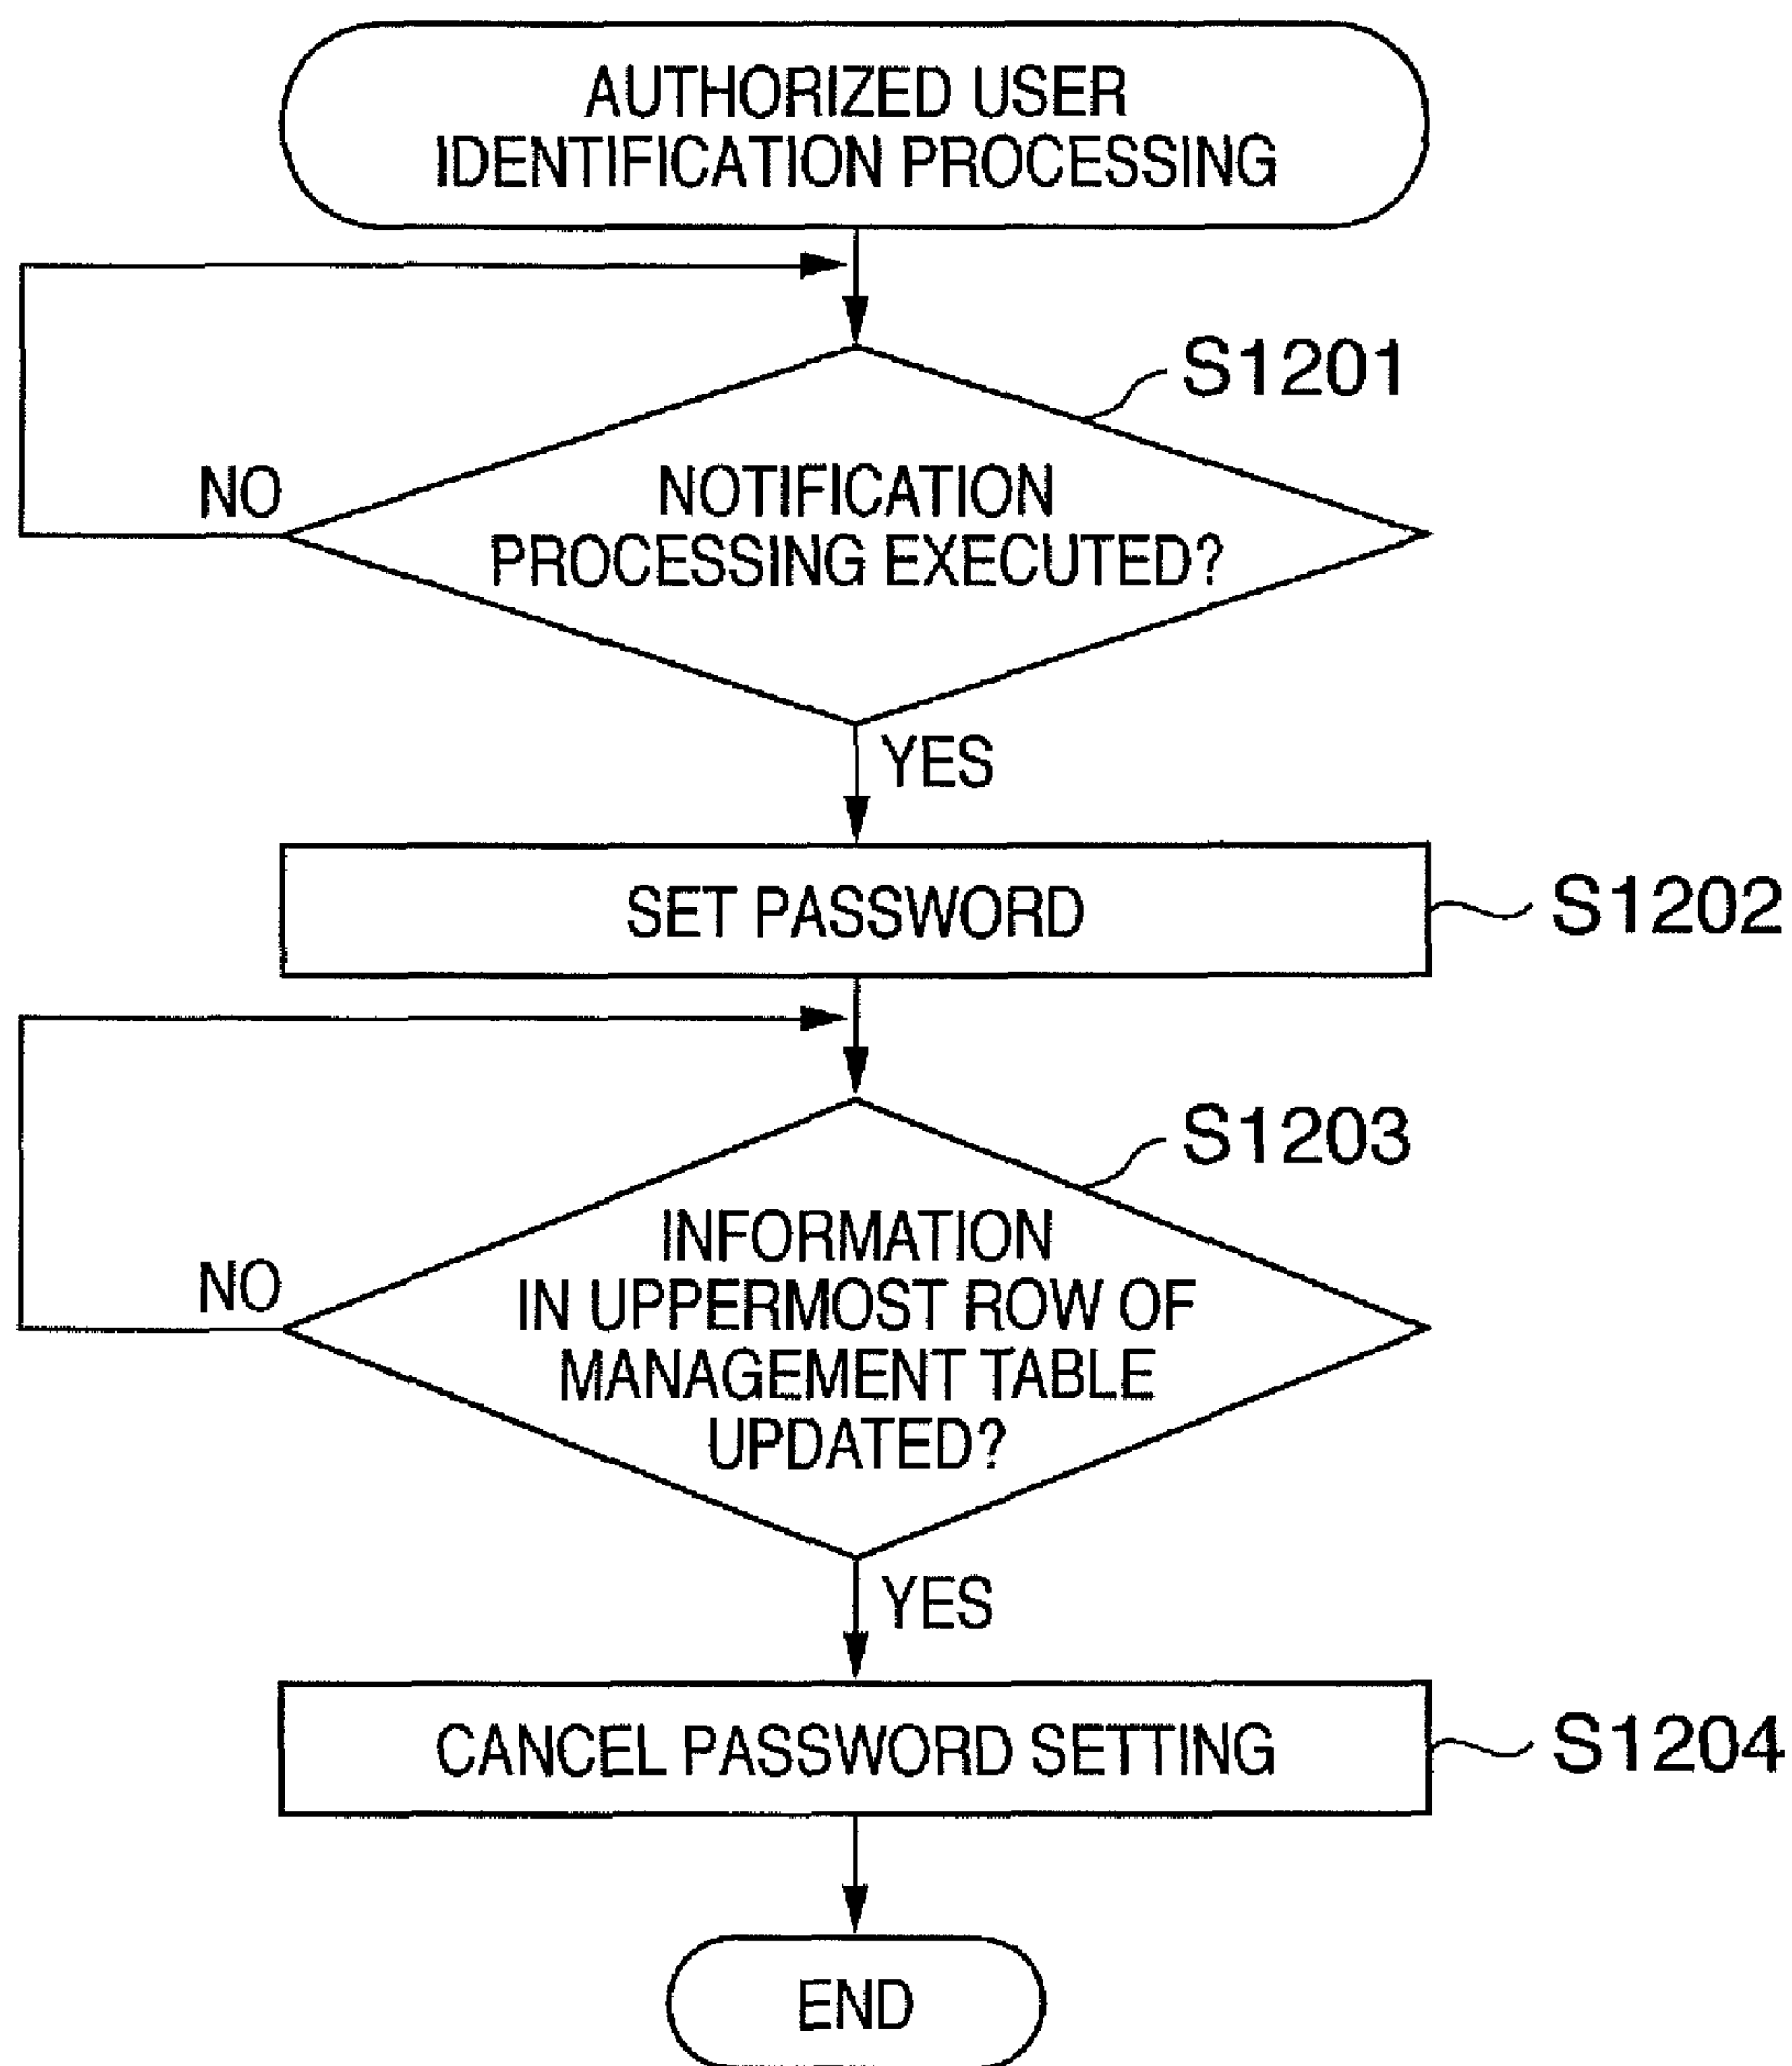 AUTHORIZED USER
IDENTIFICATION PROCESSING
S1201
NO
NOTIFICATION
PROCESSING EXECUTED?
YES
SET PASSWORD
S1202
S1203
INFORMATION
NO
IN UPPERMOST ROW OF
MANAGEMENT TABLE
UPDATED?
YES
CANCEL PASSWORD SETTING
S1204
END